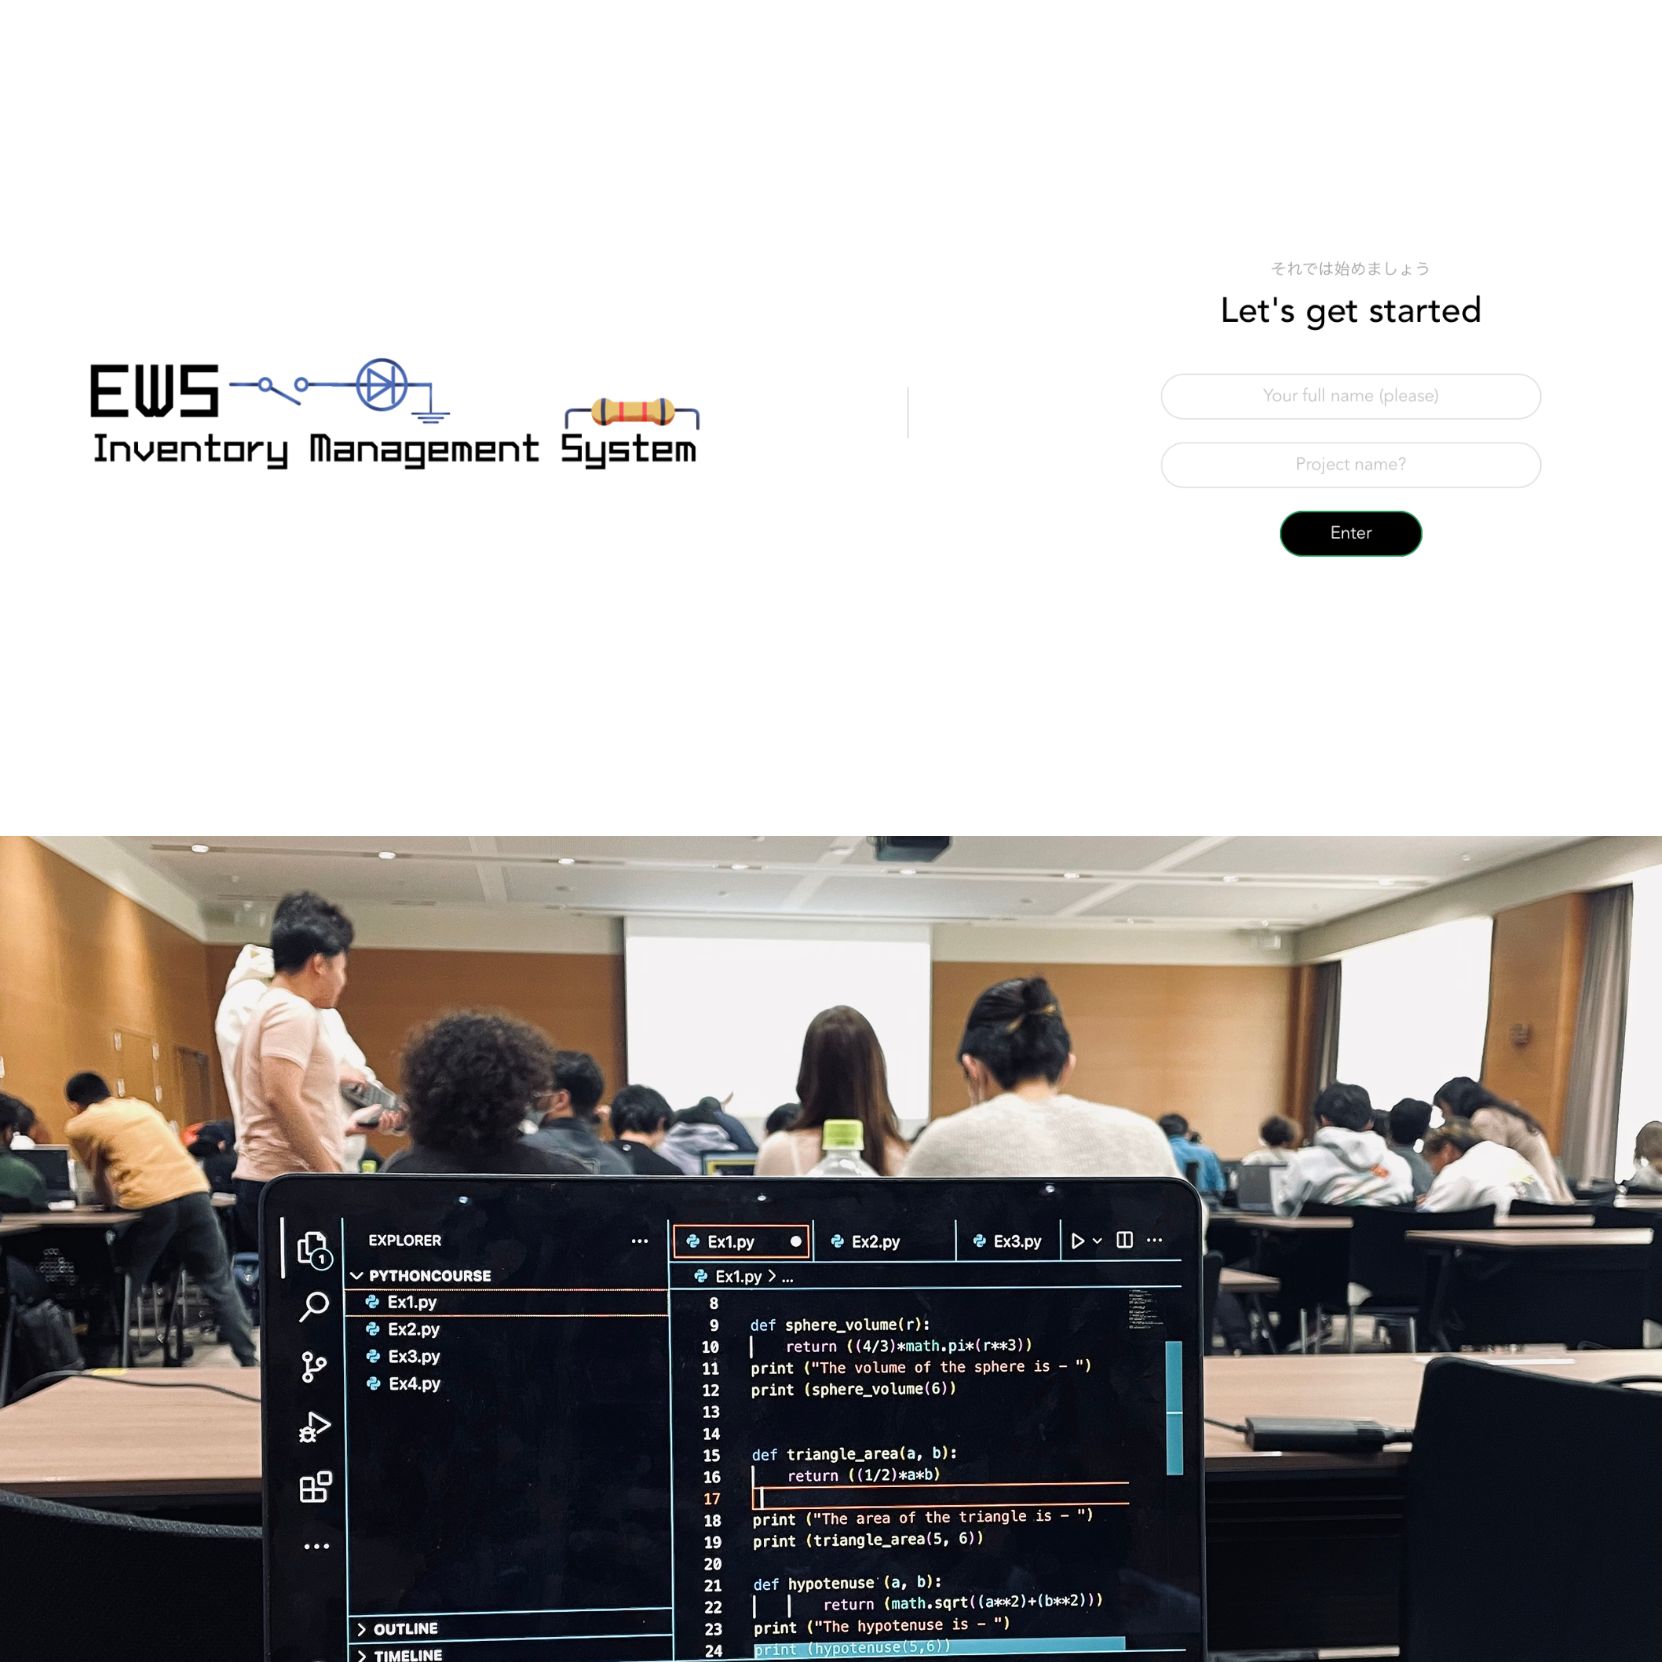 EWS
Inventory Management System
それでは始めましょう
Let's get started
Your full name (please)
Project name?
Enter
EXPLORER
PYTHONCOURSE
Ex1.py
Ex2.py
Ex3.py
Ex4.py
OUTLINE
TIMELINE
1
Ex1.py Ex2.py Ex3.py
Ex1.py > ...
8
9 def sphere_volume(r):
10 return ((4/3)*math.pi*(r**3))
11 print ("The volume of the sphere is - ")
12 print (sphere_volume(6))
13
14
15 def triangle_area(a, b):
16 return ((1/2)*a*b)
17
18 print ("The area of the triangle is - ")
19 print (triangle_area(5, 6))
20
21 def hypotenuse (a, b):
22 return (math.sqrt((a**2)+(b**2)))
23 print ("The hypotenuse is - ")
24 print (hypotenuse(5,6))